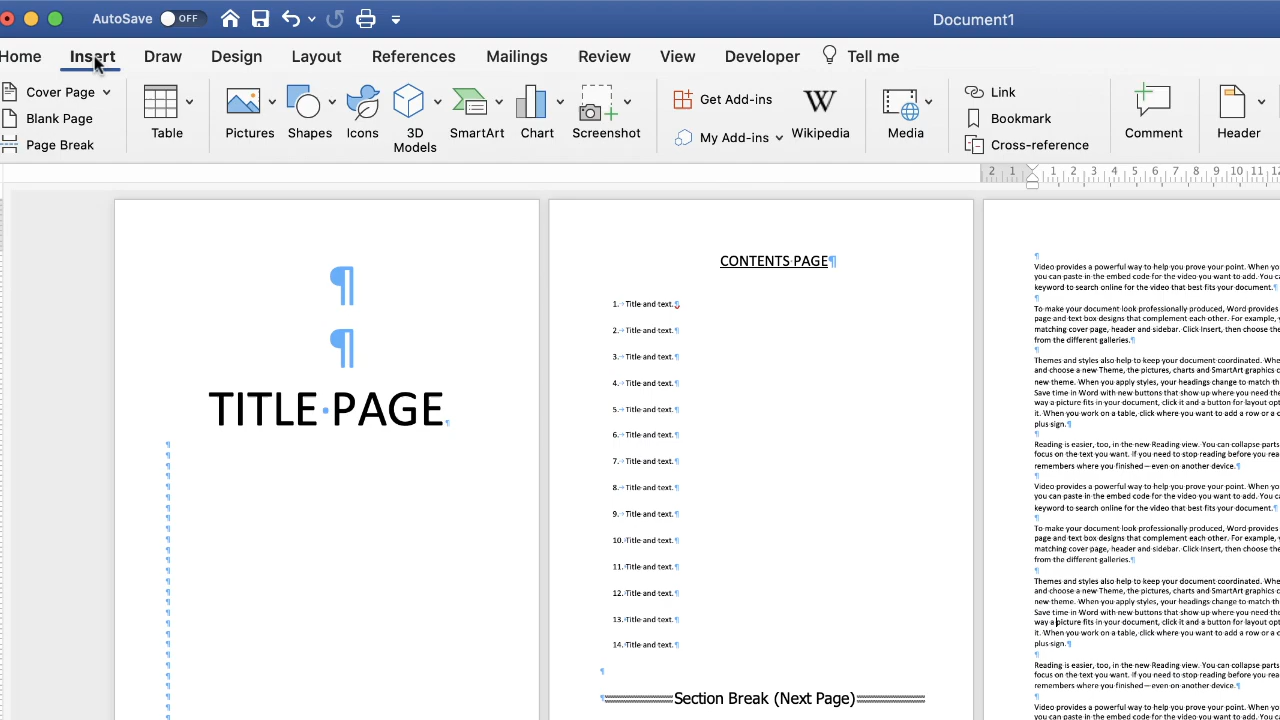 AutoSave OFF Document1
Home Insert Draw Design Layout References Mailings Review View Developer Tell me
Cover Page
Blank Page
Page Break
Table
Pictures
Shapes
Icons
3D
Models
SmartArt
Chart
Screenshot
Get Add-ins
My Add-ins
Wikipedia
Media
Link
Bookmark
Cross-reference
Comment
Header
2 1 1 2 3 4 5 6 7 8 9 10 11 12
¶
¶
TITLE·PAGE¶
CONTENTS·PAGE¶
1.→Title and text.¶
2.→Title and text.¶
3.→Title and text.¶
4.→Title and text.¶
5.→Title and text.¶
6.→Title and text.¶
7.→Title and text.¶
8.→Title and text.¶
9.→Title and text.¶
10.Title and text.¶
11.Title and text.¶
12.Title and text.¶
13.Title and text.¶
14.Title and text.¶
¶
¶Section Break (Next Page)
¶
Video provides a powerful way to help you prove your point. When yo
you can paste in the embed code for the video you want to add. You c
keyword to search online for the video that best fits your document.¶
¶
To make your document look professionally produced, Word provides
page and text box designs that complement each other. For example, y
matching cover page, header and sidebar. Click Insert, then choose the
from the different galleries.¶
¶
Themes and styles also help to keep your document coordinated. Whe
and choose a new Theme, the pictures, charts and SmartArt graphics c
new theme. When you apply styles, your headings change to match th
Save time in Word with new buttons that show up where you need the
way a picture fits in your document, click it and a button for layout opt
it. When you work on a table, click where you want to add a row or a c
plus sign.¶
¶
Reading is easier, too, in the new Reading view. You can collapse parts
focus on the text you want. If you need to stop reading before you rea
remembers where you finished—even on another device.¶
¶
Video provides a powerful way to help you prove your point. When yo
you can paste in the embed code for the video you want to add. You c
keyword to search online for the video that best fits your document.¶
¶
To make your document look professionally produced, Word provides
page and text box designs that complement each other. For example, y
matching cover page, header and sidebar. Click Insert, then choose the
from the different galleries.¶
¶
Themes and styles also help to keep your document coordinated. Whe
and choose a new Theme, the pictures, charts and SmartArt graphics c
new theme. When you apply styles, your headings change to match th
Save time in Word with new buttons that show up where you need the
way a picture fits in your document, click it and a button for layout opt
it. When you work on a table, click where you want to add a row or a c
plus sign.¶
¶
Reading is easier, too, in the new Reading view. You can collapse parts
focus on the text you want. If you need to stop reading before you rea
remembers where you finished—even on another device.¶
¶
Video provides a powerful way to help you prove your point. When yo